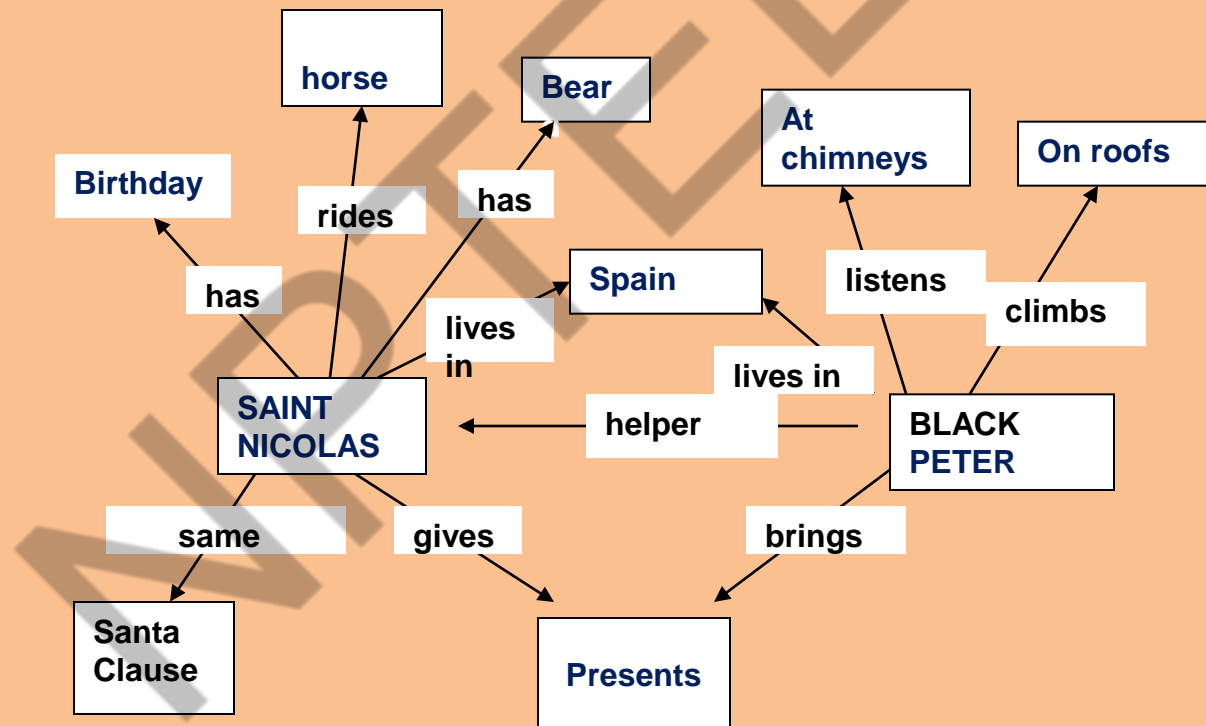 horse
Bear
At
chimneys
On roofs
Birthday
rides
has
has
Spain
listens
climbs
lives
in
lives in
SAINT
NICOLAS
helper
BLACK
PETER
same
gives
brings
Santa
Clause
Presents
NPTEL